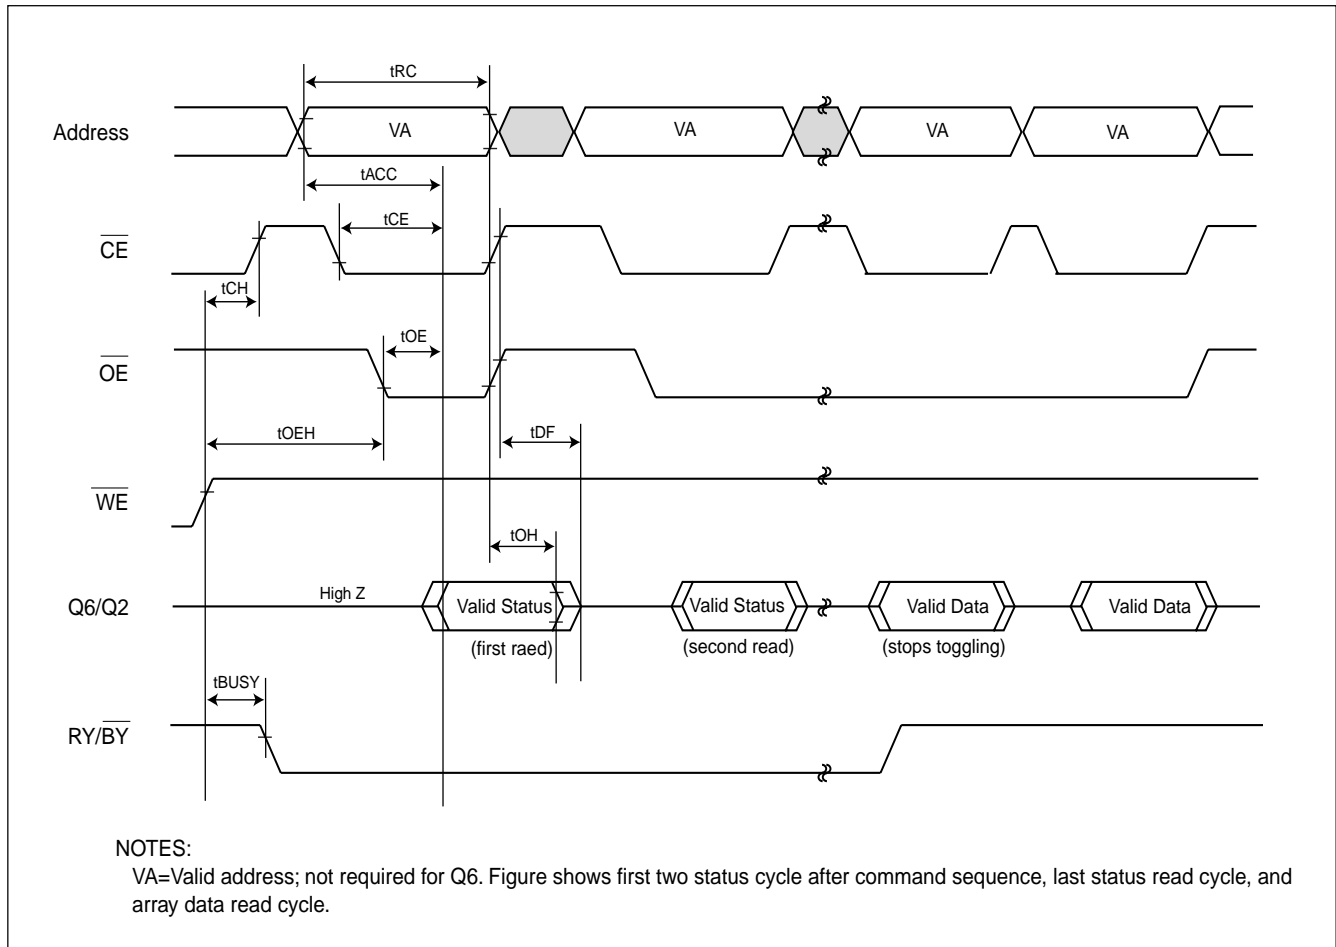 tRC
Address VA VA VA VA
tACC
tCE
CE
tCH
tOE
OE
tOEH tDF
WE
tOH
High Z
Q6/Q2 Valid Status Valid Status Valid Data Valid Data
(first raed) (second read) (stops toggling)
tBUSY
RY/BY
NOTES:
VA=Valid address; not required for Q6. Figure shows first two status cycle after command sequence, last status read cycle, and
array data read cycle.